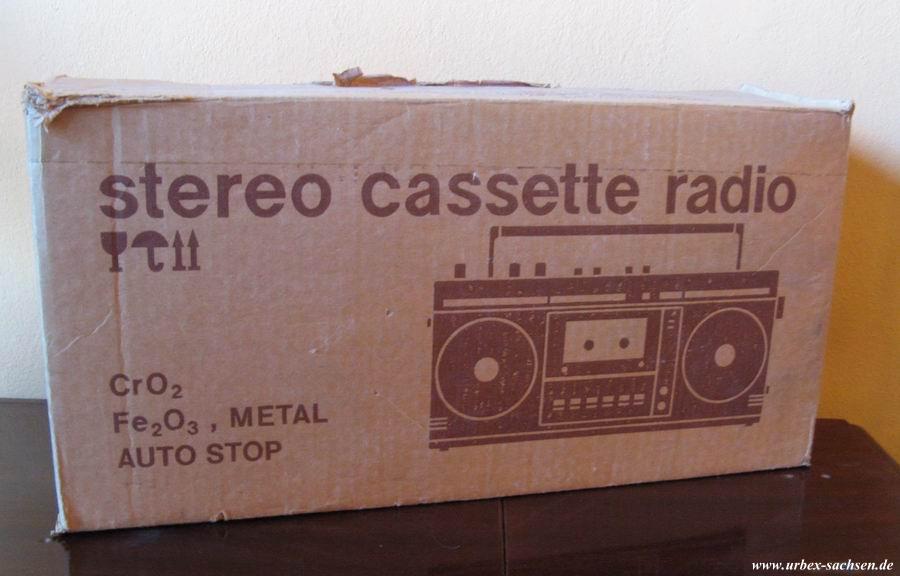 stereo cassette radio
CrO₂
Fe₂O₃ , METAL
AUTO STOP
www.urbex-sachsen.de